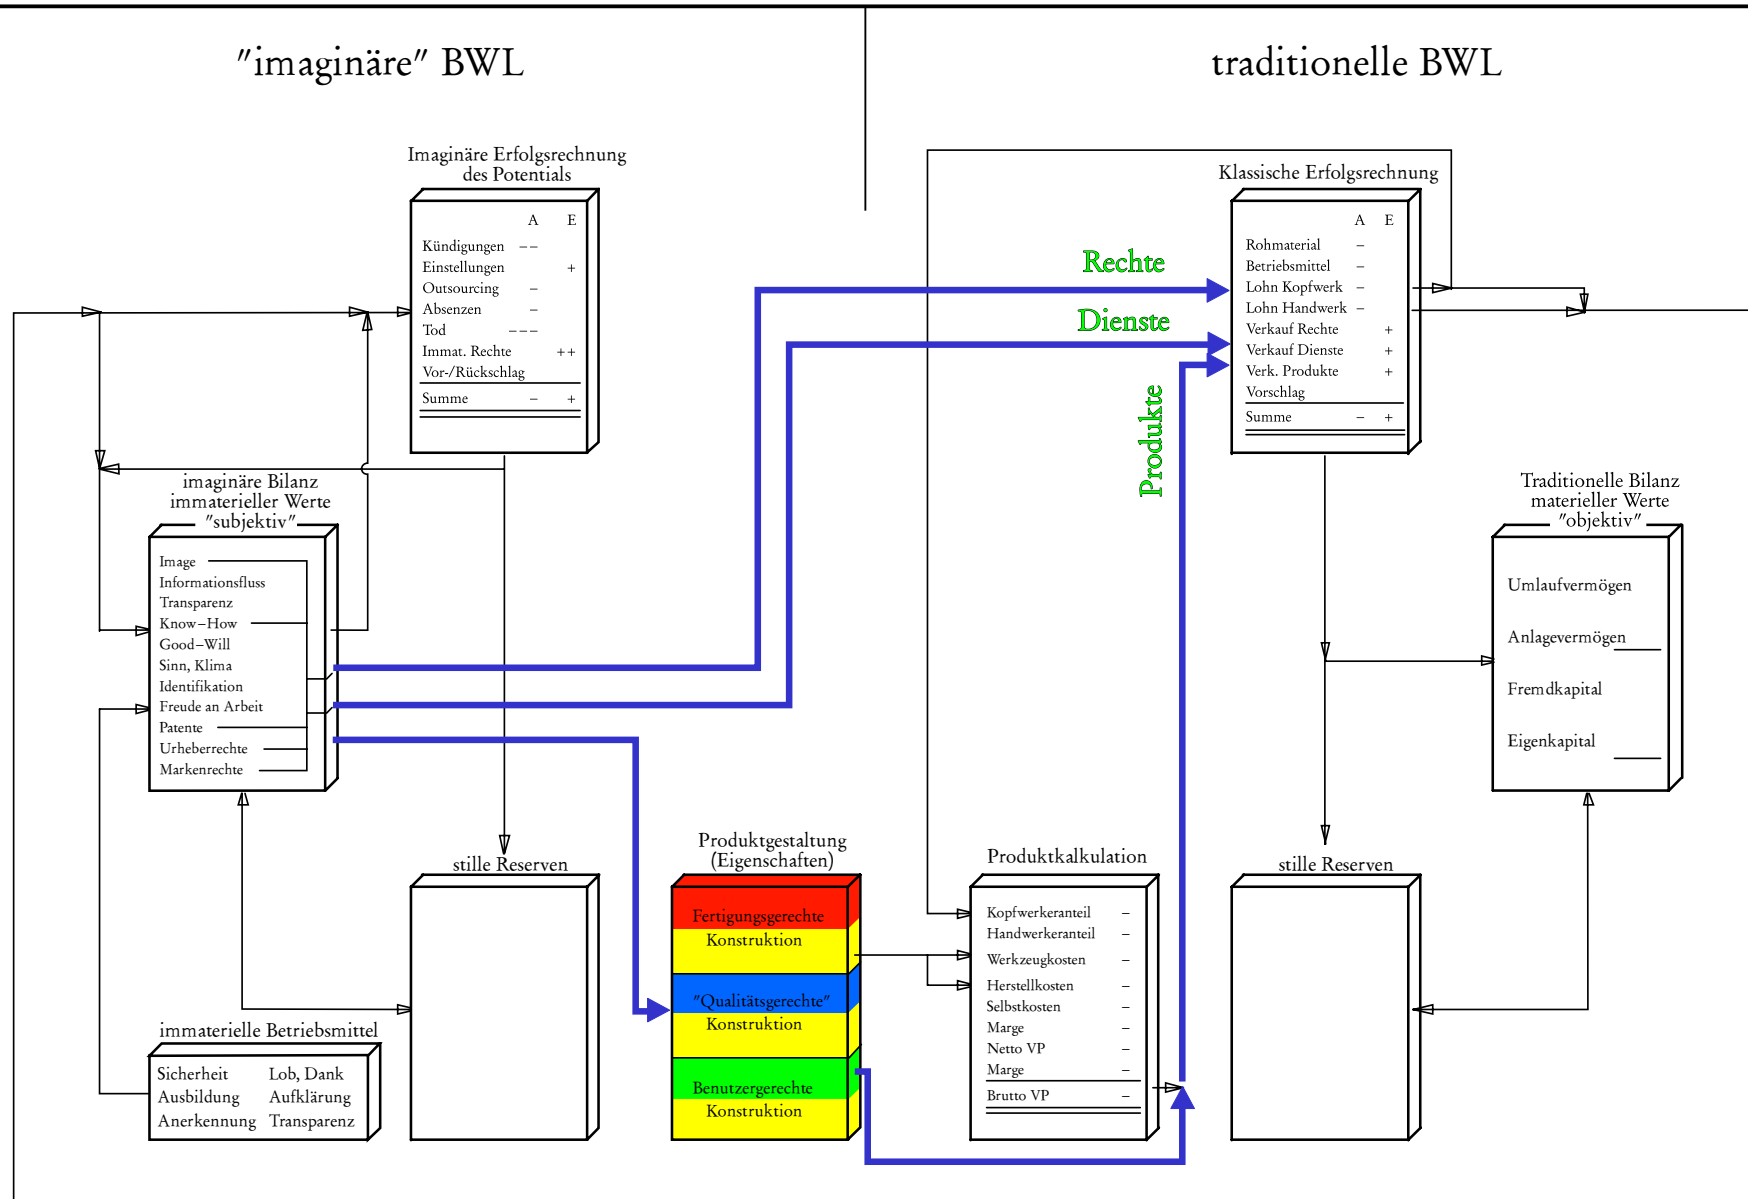 "imaginäre" BWL
traditionelle BWL
Imaginäre Erfolgsrechnung
des Potentials
A E
Kündigungen −−
Einstellungen +
Outsourcing −
Absenzen −
Tod −−−
Immat. Rechte ++
Vor-/Rückschlag
Summe − +
Klassische Erfolgsrechnung
A E
Rohmaterial −
Betriebsmittel −
Lohn Kopfwerk −
Lohn Handwerk −
Verkauf Rechte +
Verkauf Dienste +
Verk. Produkte +
Vorschlag
Summe − +
Rechte
Dienste
Produkte
imaginäre Bilanz
immaterieller Werte
"subjektiv"
Image
Informationsfluss
Transparenz
Know−How
Good−Will
Sinn, Klima
Identifikation
Freude an Arbeit
Patente
Urheberrechte
Markenrechte
Traditionelle Bilanz
materieller Werte
"objektiv"
Umlaufvermögen
Anlagevermögen
Fremdkapital
Eigenkapital
stille Reserven
Produktgestaltung
(Eigenschaften)
Fertigungsgerechte
Konstruktion
"Qualitätsgerechte"
Konstruktion
Benutzergerechte
Konstruktion
Produktkalkulation
Kopfwerkeranteil −
Handwerkeranteil −
Werkzeugkosten −
Herstellkosten −
Selbstkosten −
Marge −
Netto VP −
Marge −
Brutto VP −
stille Reserven
immaterielle Betriebsmittel
Sicherheit Lob, Dank
Ausbildung Aufklärung
Anerkennung Transparenz